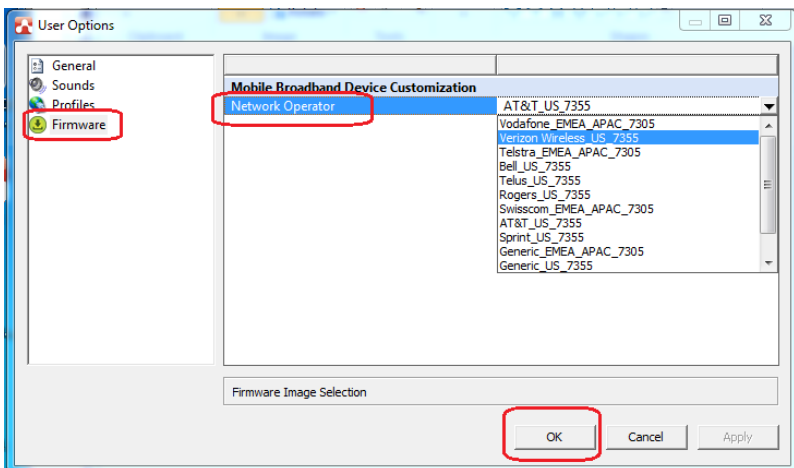 User Options
General
Sounds
Profiles
Firmware
Mobile Broadband Device Customization
Network Operator AT&T_US_7355
Vodafone_EMEA_APAC_7305
Verizon Wireless_US_7355
Telstra_EMEA_APAC_7305
Bell_US_7355
Telus_US_7355
Rogers_US_7355
Swisscom_EMEA_APAC_7305
AT&T_US_7355
Sprint_US_7355
Generic_EMEA_APAC_7305
Generic_US_7355
Firmware Image Selection
OK Cancel Apply